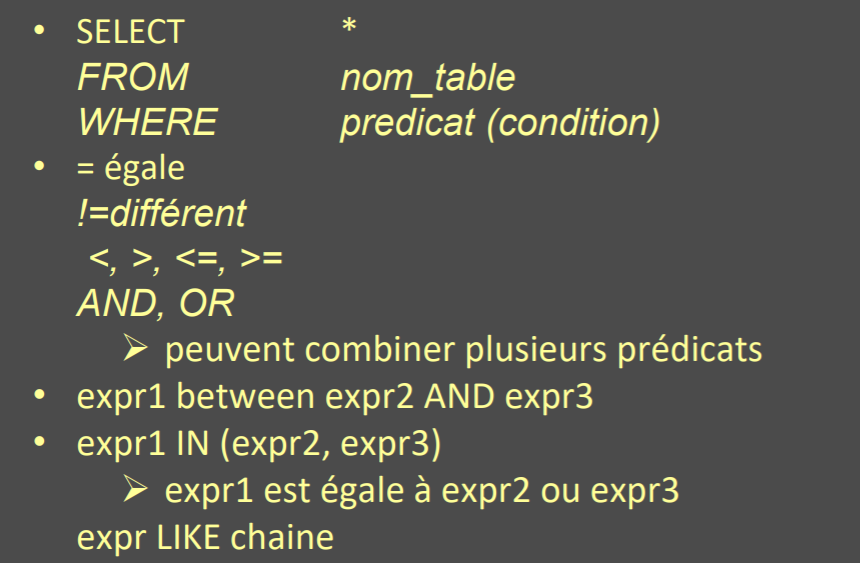 • SELECT *
FROM nom_table
WHERE predicat (condition)
• = égale
!=différent
<, >, <=, >=
AND, OR
➢ peuvent combiner plusieurs prédicats
• expr1 between expr2 AND expr3
• expr1 IN (expr2, expr3)
➢ expr1 est égale à expr2 ou expr3
expr LIKE chaine